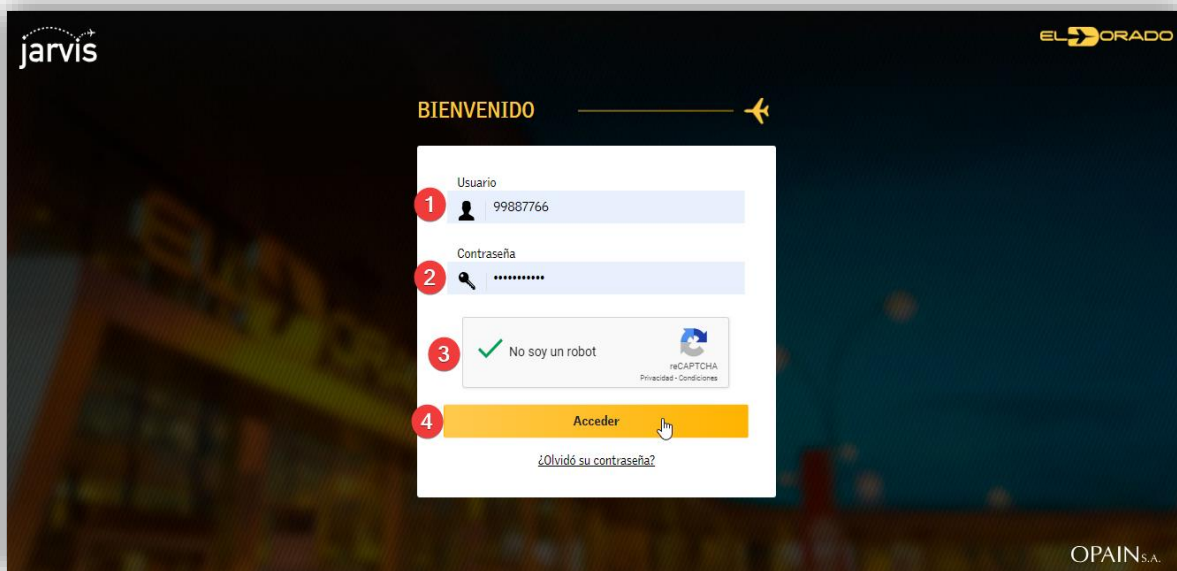 jarvis
EL DORADO
BIENVENIDO
Usuario
1
99887766
Contraseña
2
•••••••••••
3
No soy un robot
reCAPTCHA
Privacidad - Condiciones
4
Acceder
¿Olvidó su contraseña?
OPAIN S.A.